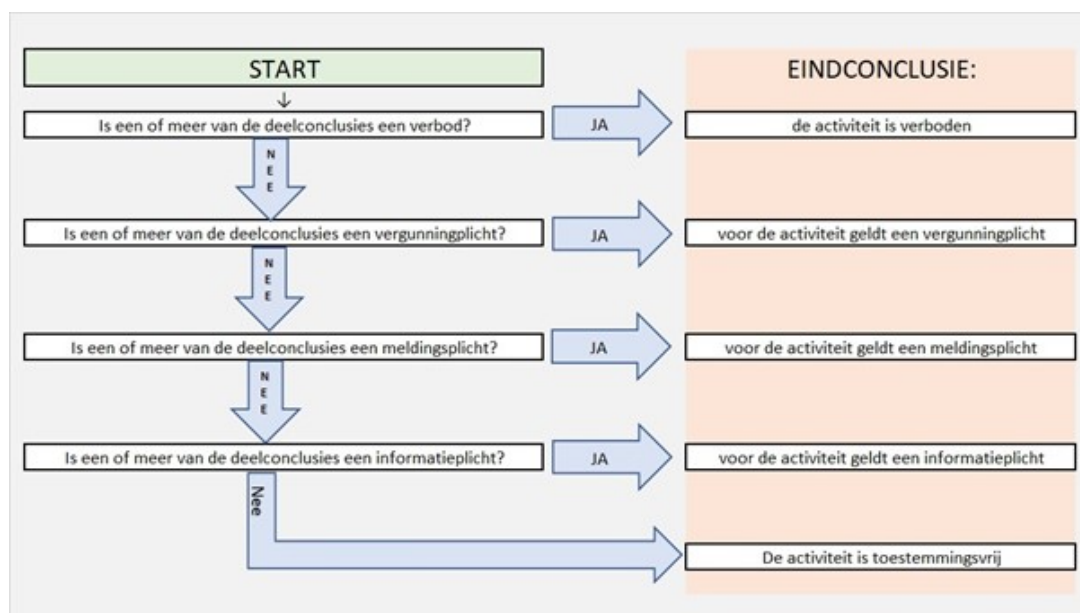 START
EINDCONCLUSIE:
↓
Is een of meer van de deelconclusies een verbod?
JA
de activiteit is verboden
NEE
Is een of meer van de deelconclusies een vergunningplicht?
JA
voor de activiteit geldt een vergunningplicht
NEE
Is een of meer van de deelconclusies een meldingsplicht?
JA
voor de activiteit geldt een meldingsplicht
NEE
Is een of meer van de deelconclusies een informatieplicht?
JA
voor de activiteit geldt een informatieplicht
Nee
De activiteit is toestemmingsvrij